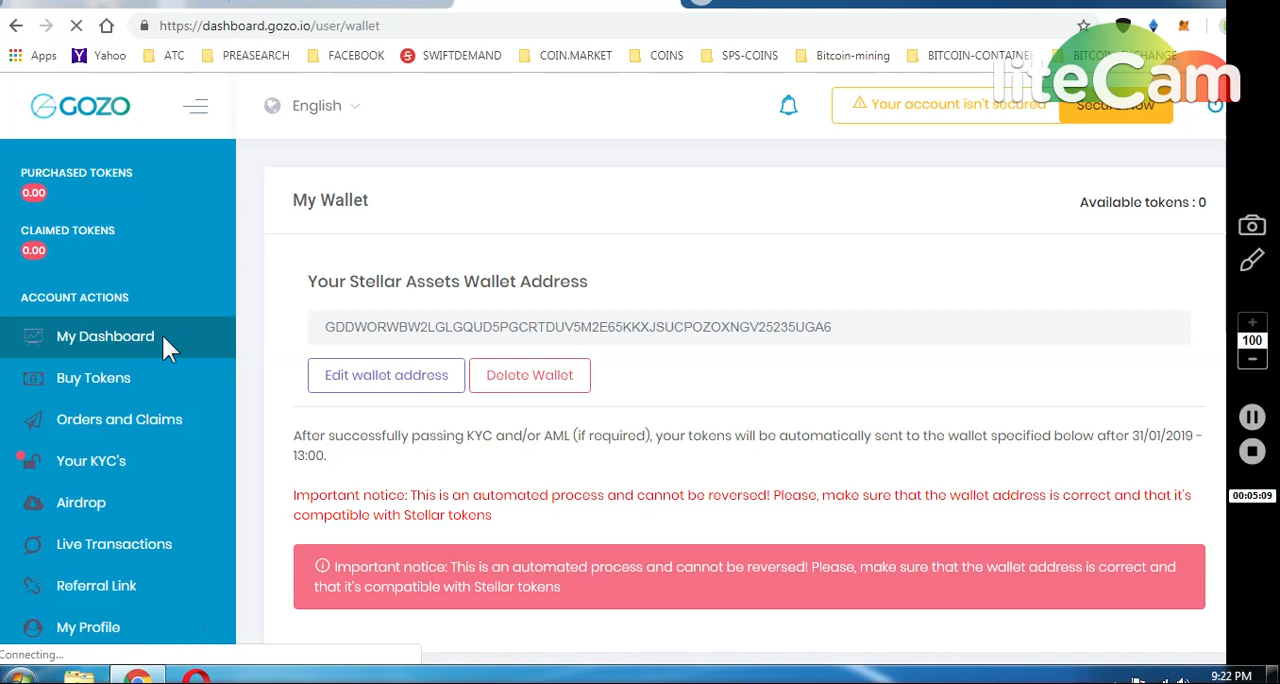 https://dashboard.gozo.io/user/wallet
Apps Yahoo ATC PREASEARCH FACEBOOK SWIFTDEMAND COIN.MARKET COINS SPS-COINS Bitcoin-mining BITCOIN-CONTAINE BITCOIN-EXCHANGE
liteCam
GOZO
English
Your account isn't secured
Secure Now
PURCHASED TOKENS
0.00
CLAIMED TOKENS
0.00
ACCOUNT ACTIONS
My Dashboard
Buy Tokens
Orders and Claims
Your KYC's
Airdrop
Live Transactions
Referral Link
My Profile
Connecting...
My Wallet
Available tokens : 0
Your Stellar Assets Wallet Address
GDDWORWBW2LGLGQUD5PGCRTDUV5M2E65KKXJSUCPOZOXNGV25235UGA6
Edit wallet address
Delete Wallet
After successfully passing KYC and/or AML (if required), your tokens will be automatically sent to the wallet specified below after 31/01/2019 -
13:00.
Important notice: This is an automated process and cannot be reversed! Please, make sure that the wallet address is correct and that it's
compatible with Stellar tokens
Important notice: This is an automated process and cannot be reversed! Please, make sure that the wallet address is correct and
that it's compatible with Stellar tokens
100
00:05:09
9:22 PM